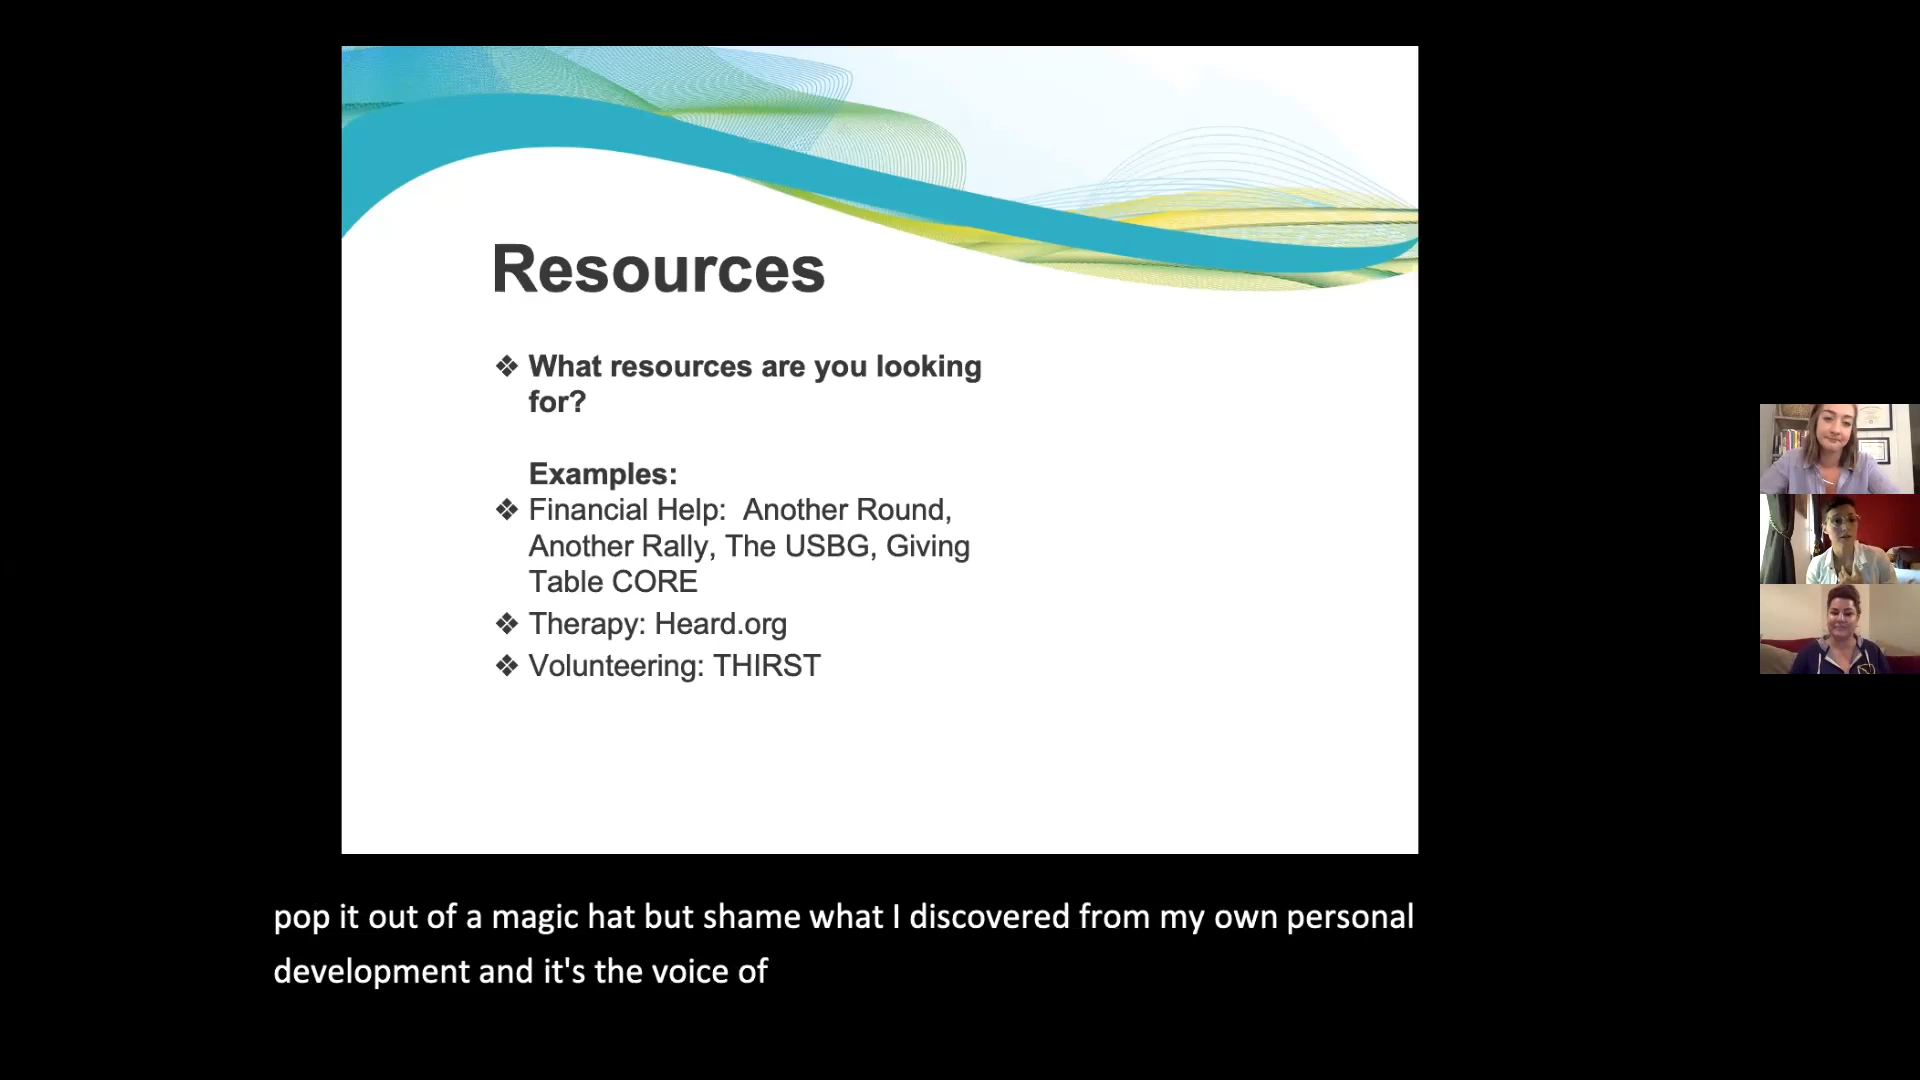 Resources
❖ What resources are you looking
for?
Examples:
❖ Financial Help:  Another Round,
Another Rally, The USBG, Giving
Table CORE
❖ Therapy: Heard.org
❖ Volunteering: THIRST
pop it out of a magic hat but shame what I discovered from my own personal
development and it's the voice of